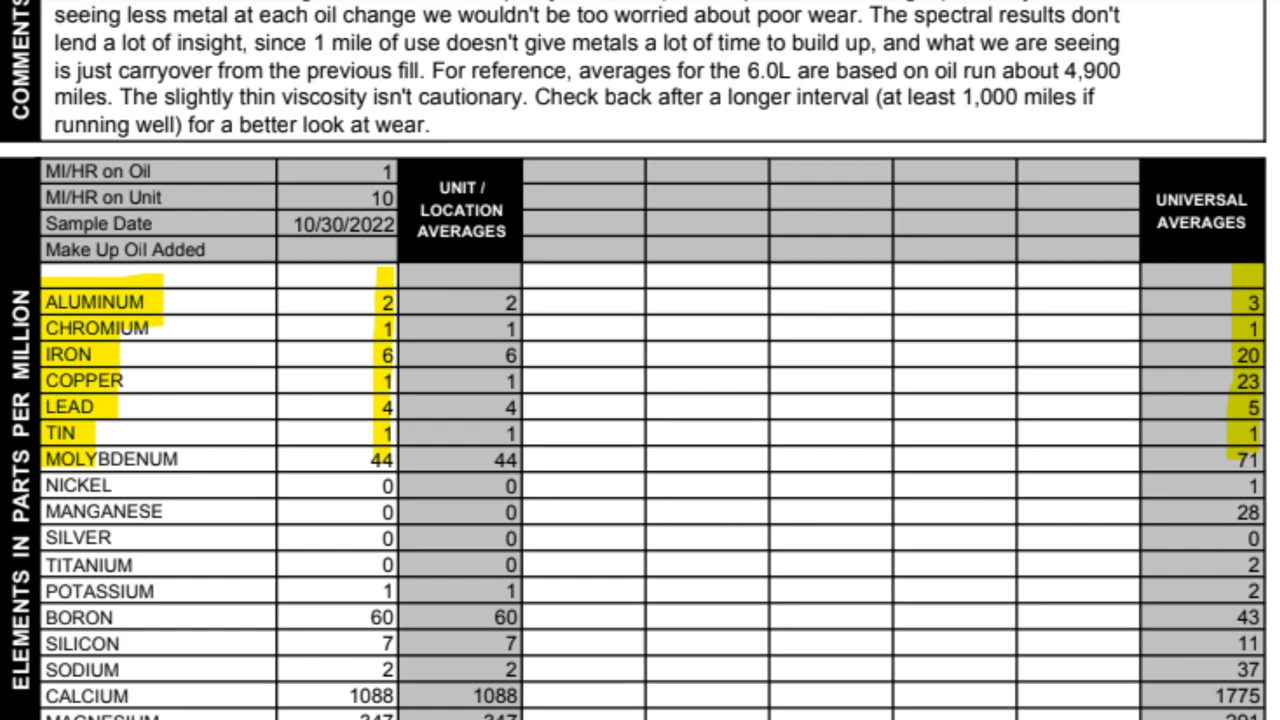 COMMENTS
seeing less metal at each oil change we wouldn't be too worried about poor wear. The spectral results don't
lend a lot of insight, since 1 mile of use doesn't give metals a lot of time to build up, and what we are seeing
is just carryover from the previous fill. For reference, averages for the 6.0L are based on oil run about 4,900
miles. The slightly thin viscosity isn't cautionary. Check back after a longer interval (at least 1,000 miles if
running well) for a better look at wear.
MI/HR on Oil 1
MI/HR on Unit 10
Sample Date 10/30/2022
Make Up Oil Added
UNIT /
LOCATION
AVERAGES
UNIVERSAL
AVERAGES
ELEMENTS IN PARTS PER MILLION
ALUMINUM 2 2 3
CHROMIUM 1 1 1
IRON 6 6 20
COPPER 1 1 23
LEAD 4 4 5
TIN 1 1 1
MOLYBDENUM 44 44 71
NICKEL 0 0 1
MANGANESE 0 0 28
SILVER 0 0 0
TITANIUM 0 0 2
POTASSIUM 1 1 2
BORON 60 60 43
SILICON 7 7 11
SODIUM 2 2 37
CALCIUM 1088 1088 1775